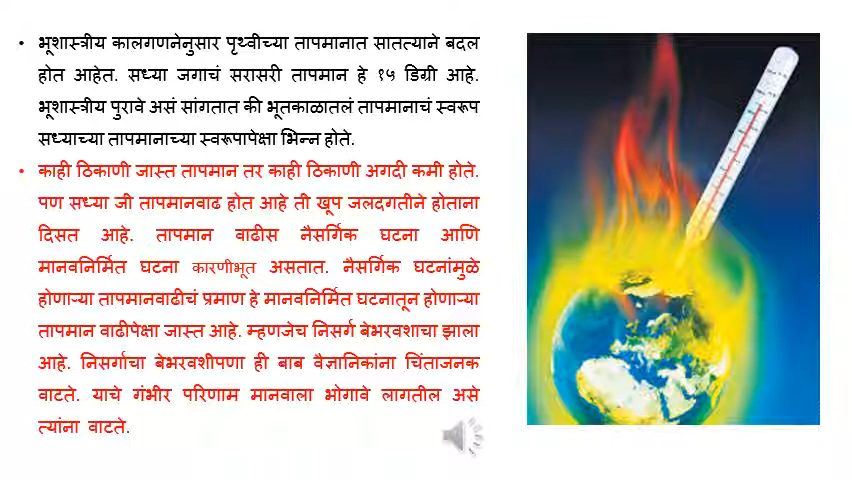 • भूशास्त्रीय कालगणनेनुसार पृथ्वीच्या तापमानात सातत्याने बदल
होत आहेत. सध्या जगाचं सरासरी तापमान हे १५ डिग्री आहे.
भूशास्त्रीय पुरावे असं सांगतात की भूतकाळातलं तापमानाचं स्वरूप
सध्याच्या तापमानाच्या स्वरूपापेक्षा भिन्न होते.
• काही ठिकाणी जास्त तापमान तर काही ठिकाणी अगदी कमी होते.
पण सध्या जी तापमानवाढ होत आहे ती खूप जलदगतीने होताना
दिसत आहे. तापमान वाढीस नैसर्गिक घटना आणि
मानवनिर्मित घटना कारणीभूत असतात. नैसर्गिक घटनांमुळे
होणाऱ्या तापमानवाढीचं प्रमाण हे मानवनिर्मित घटनातून होणाऱ्या
तापमान वाढीपेक्षा जास्त आहे. म्हणजेच निसर्ग बेभरवशाचा झाला
आहे. निसर्गाचा बेभरवशीपणा ही बाब वैज्ञानिकांना चिंताजनक
वाटते. याचे गंभीर परिणाम मानवाला भोगावे लागतील असे
त्यांना वाटते.